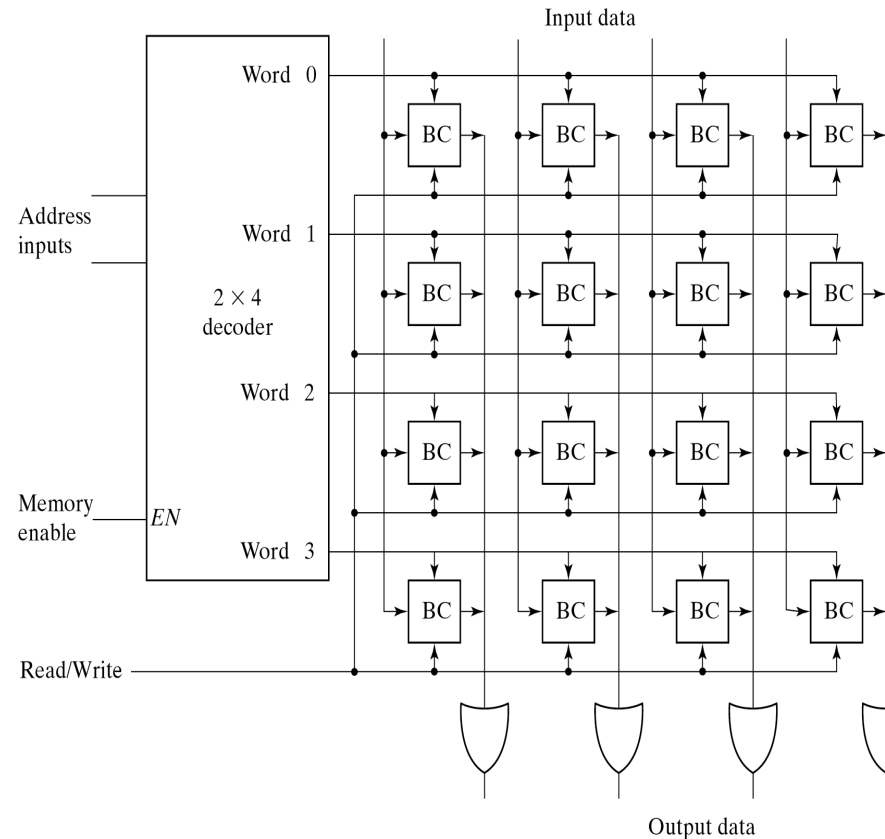 Input data
Word 0
BC BC BC BC
Address
inputs
Word 1
2 × 4
decoder
BC BC BC BC
Word 2
BC BC BC BC
Memory
enable
EN
Word 3
BC BC BC BC
Read/Write
Output data